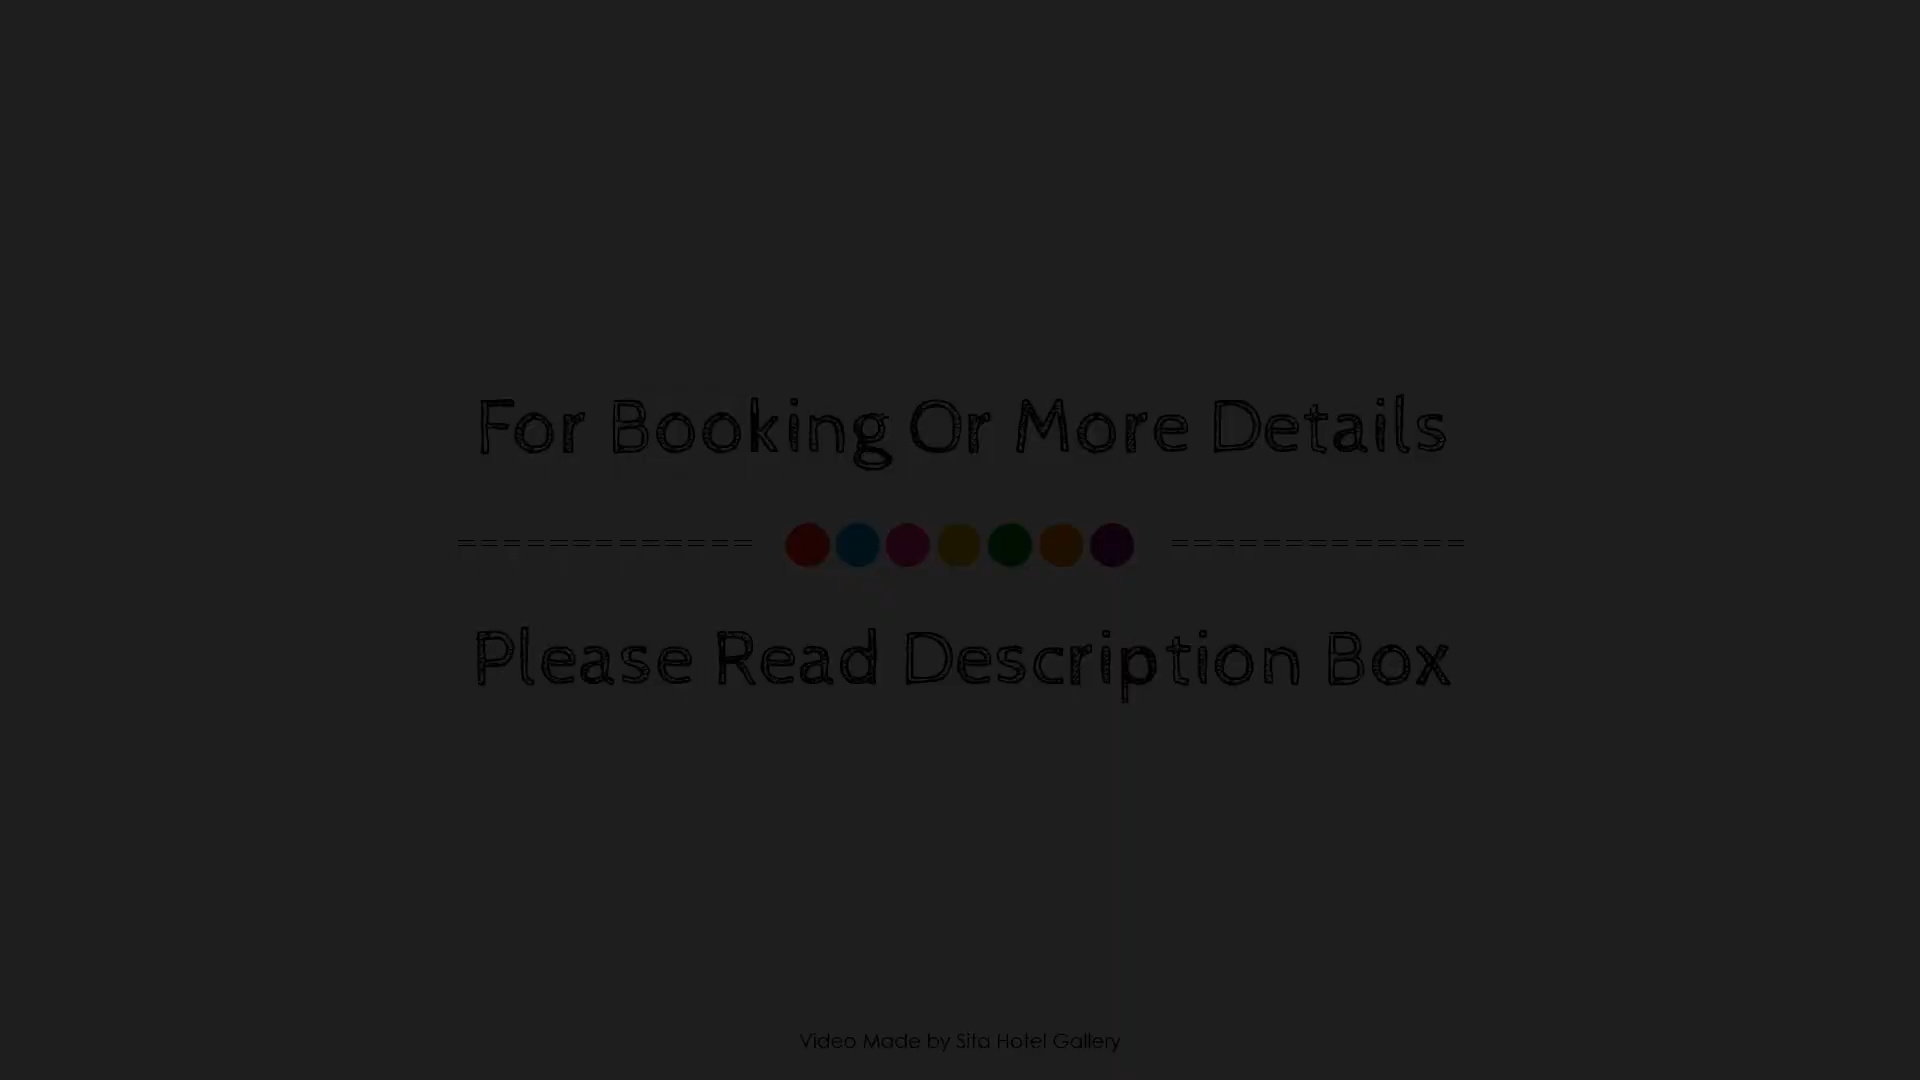 For Booking Or More Details
============= =============
Please Read Description Box
Video Made by Sita Hotel Gallery